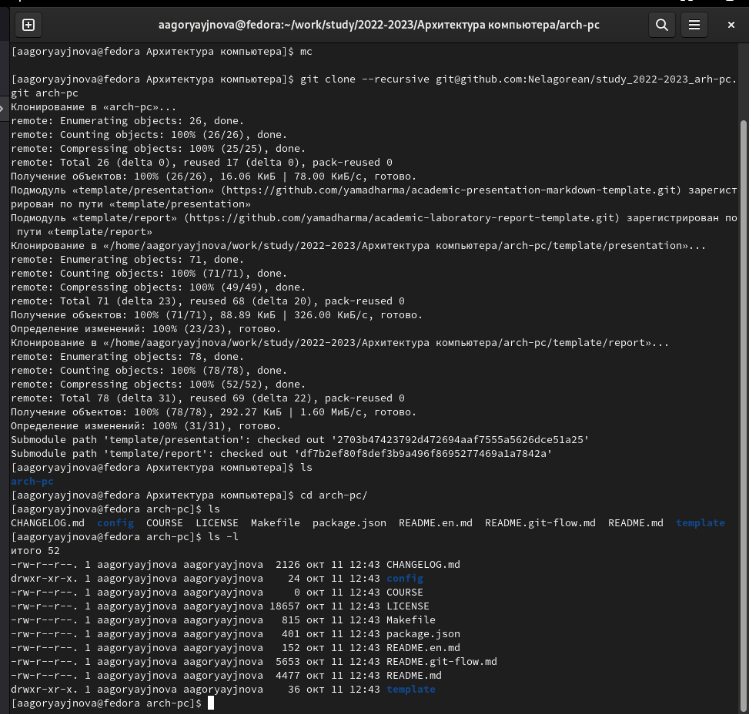 aagoryayjnova@fedora:~/work/study/2022-2023/Архитектура компьютера/arch-pc
[aagoryayjnova@fedora Архитектура компьютера]$ mc
[aagoryayjnova@fedora Архитектура компьютера]$ git clone --recursive git@github.com:Nelagorean/study_2022-2023_arh-pc.
git arch-pc
Клонирование в «arch-pc»...
remote: Enumerating objects: 26, done.
remote: Counting objects: 100% (26/26), done.
remote: Compressing objects: 100% (25/25), done.
remote: Total 26 (delta 0), reused 17 (delta 0), pack-reused 0
Получение объектов: 100% (26/26), 16.06 КиБ | 78.00 КиБ/с, готово.
Подмодуль «template/presentation» (https://github.com/yamadharma/academic-presentation-markdown-template.git) зарегист
рирован по пути «template/presentation»
Подмодуль «template/report» (https://github.com/yamadharma/academic-laboratory-report-template.git) зарегистрирован по
пути «template/report»
Клонирование в «/home/aagoryayjnova/work/study/2022-2023/Архитектура компьютера/arch-pc/template/presentation»...
remote: Enumerating objects: 71, done.
remote: Counting objects: 100% (71/71), done.
remote: Compressing objects: 100% (49/49), done.
remote: Total 71 (delta 23), reused 68 (delta 20), pack-reused 0
Получение объектов: 100% (71/71), 88.89 КиБ | 326.00 КиБ/с, готово.
Определение изменений: 100% (23/23), готово.
Клонирование в «/home/aagoryayjnova/work/study/2022-2023/Архитектура компьютера/arch-pc/template/report»...
remote: Enumerating objects: 78, done.
remote: Counting objects: 100% (78/78), done.
remote: Compressing objects: 100% (52/52), done.
remote: Total 78 (delta 31), reused 69 (delta 22), pack-reused 0
Получение объектов: 100% (78/78), 292.27 КиБ | 1.60 МиБ/с, готово.
Определение изменений: 100% (31/31), готово.
Submodule path 'template/presentation': checked out '2703b47423792d472694aaf7555a5626dce51a25'
Submodule path 'template/report': checked out 'df7b2ef80f8def3b9a496f8695277469a1a7842a'
[aagoryayjnova@fedora Архитектура компьютера]$ ls
arch-pc
[aagoryayjnova@fedora Архитектура компьютера]$ cd arch-pc/
[aagoryayjnova@fedora arch-pc]$ ls
CHANGELOG.md config COURSE LICENSE Makefile package.json README.en.md README.git-flow.md README.md template
[aagoryayjnova@fedora arch-pc]$ ls -l
итого 52
-rw-r--r--. 1 aagoryayjnova aagoryayjnova 2126 окт 11 12:43 CHANGELOG.md
drwxr-xr-x. 1 aagoryayjnova aagoryayjnova 24 окт 11 12:43 config
-rw-r--r--. 1 aagoryayjnova aagoryayjnova 0 окт 11 12:43 COURSE
-rw-r--r--. 1 aagoryayjnova aagoryayjnova 18657 окт 11 12:43 LICENSE
-rw-r--r--. 1 aagoryayjnova aagoryayjnova 815 окт 11 12:43 Makefile
-rw-r--r--. 1 aagoryayjnova aagoryayjnova 401 окт 11 12:43 package.json
-rw-r--r--. 1 aagoryayjnova aagoryayjnova 152 окт 11 12:43 README.en.md
-rw-r--r--. 1 aagoryayjnova aagoryayjnova 5653 окт 11 12:43 README.git-flow.md
-rw-r--r--. 1 aagoryayjnova aagoryayjnova 4477 окт 11 12:43 README.md
drwxr-xr-x. 1 aagoryayjnova aagoryayjnova 36 окт 11 12:43 template
[aagoryayjnova@fedora arch-pc]$